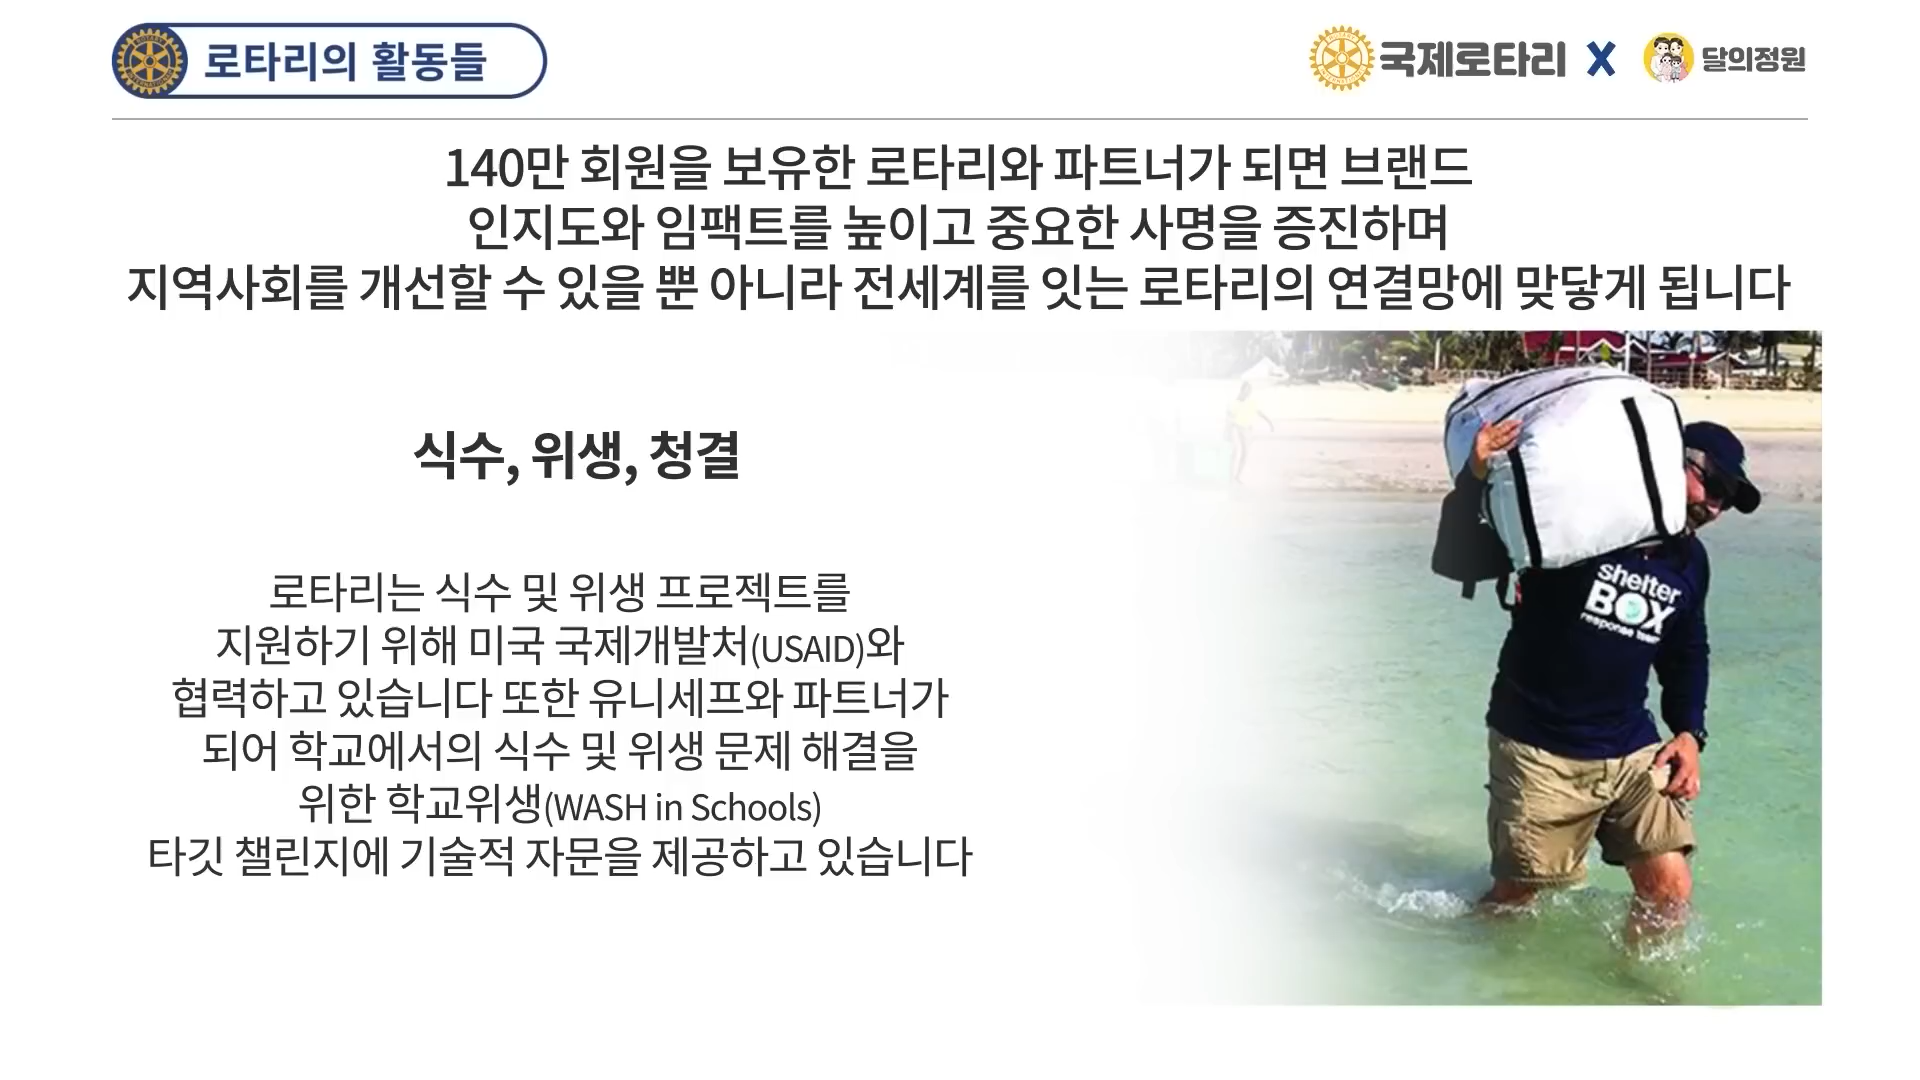 로타리의 활동들
국제로타리 X 달의정원
140만 회원을 보유한 로타리와 파트너가 되면 브랜드
인지도와 임팩트를 높이고 중요한 사명을 증진하며
지역사회를 개선할 수 있을 뿐 아니라 전세계를 잇는 로타리의 연결망에 맞닿게 됩니다
식수, 위생, 청결
로타리는 식수 및 위생 프로젝트를
지원하기 위해 미국 국제개발처(USAID)와
협력하고 있습니다 또한 유니세프와 파트너가
되어 학교에서의 식수 및 위생 문제 해결을
위한 학교위생(WASH in Schools)
타깃 챌린지에 기술적 자문을 제공하고 있습니다
shelter
BOX
response